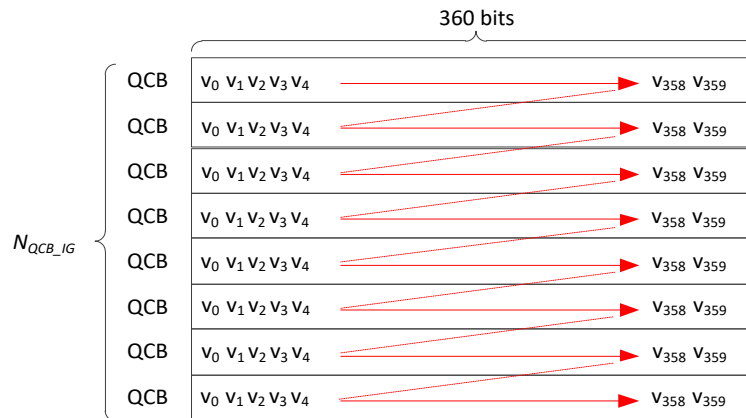 360 bits
QCB v₀ v₁ v₂ v₃ v₄ v₃₅₈ v₃₅₉
QCB v₀ v₁ v₂ v₃ v₄ v₃₅₈ v₃₅₉
QCB v₀ v₁ v₂ v₃ v₄ v₃₅₈ v₃₅₉
QCB v₀ v₁ v₂ v₃ v₄ v₃₅₈ v₃₅₉
N_QCB_IG
QCB v₀ v₁ v₂ v₃ v₄ v₃₅₈ v₃₅₉
QCB v₀ v₁ v₂ v₃ v₄ v₃₅₈ v₃₅₉
QCB v₀ v₁ v₂ v₃ v₄ v₃₅₈ v₃₅₉
QCB v₀ v₁ v₂ v₃ v₄ v₃₅₈ v₃₅₉